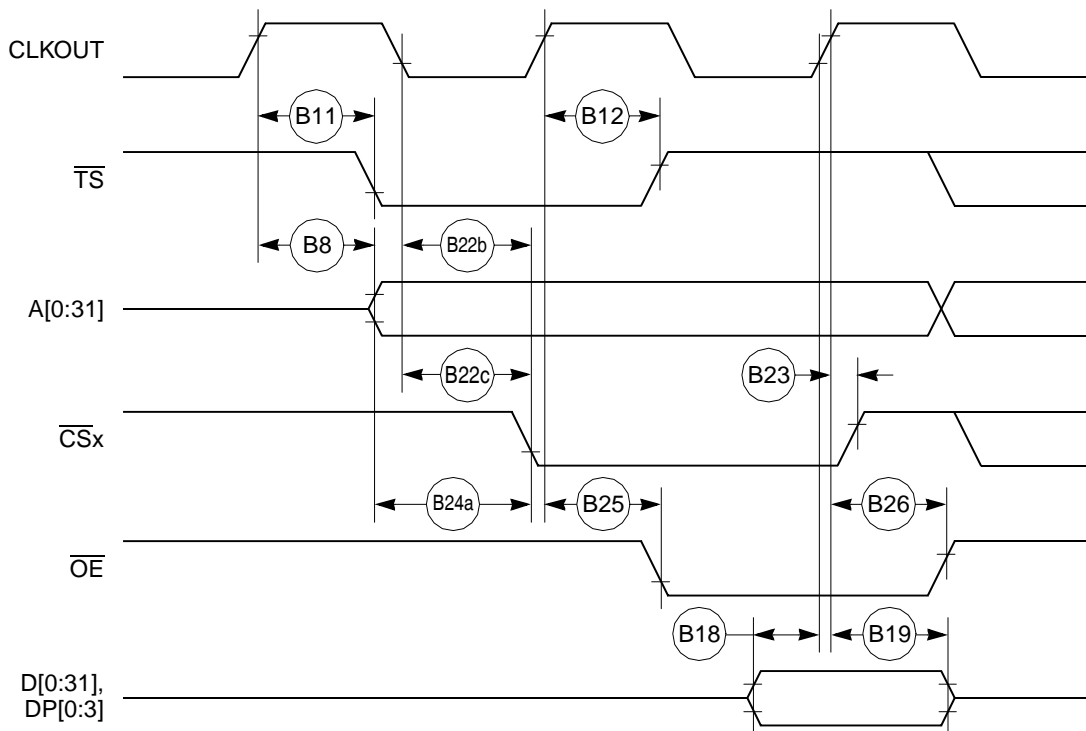 CLKOUT
B11
B12
TS
B8
B22b
A[0:31]
B22c
B23
CSx
B24a
B25
B26
OE
B18
B19
D[0:31],
DP[0:3]